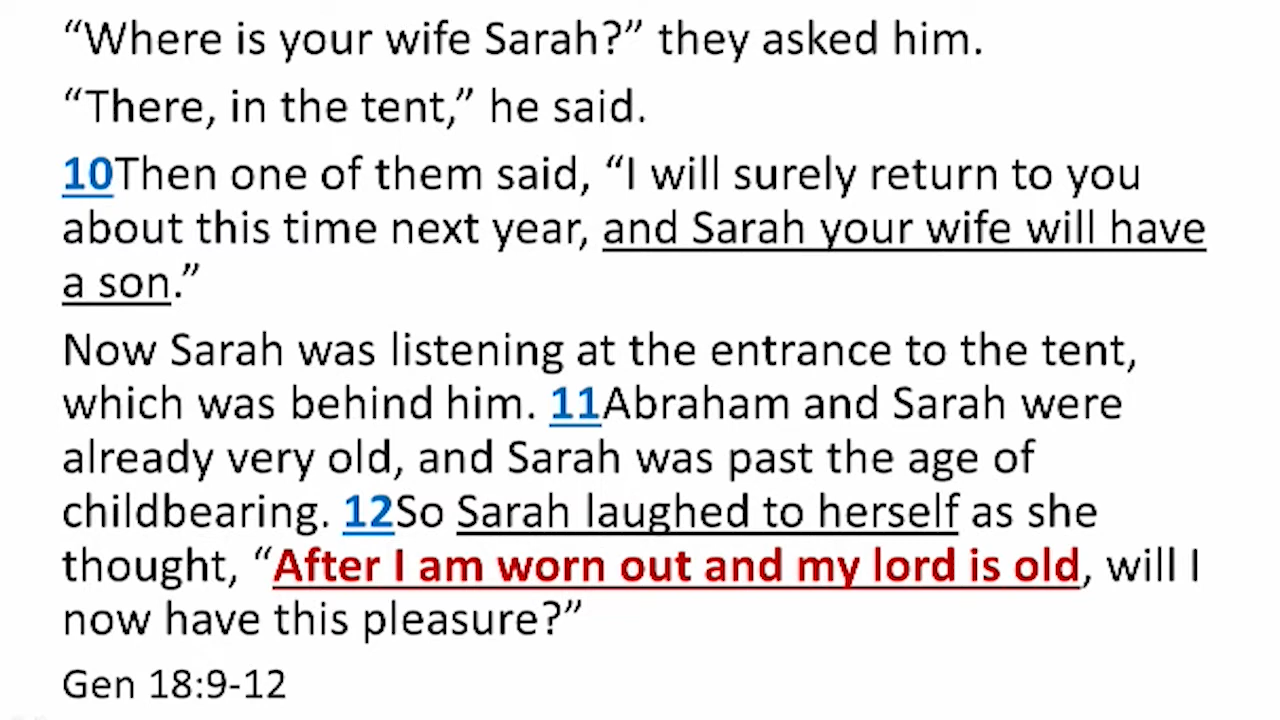 “Where is your wife Sarah?” they asked him.
“There, in the tent,” he said.
10Then one of them said, “I will surely return to you
about this time next year, and Sarah your wife will have
a son.”
Now Sarah was listening at the entrance to the tent,
which was behind him. 11Abraham and Sarah were
already very old, and Sarah was past the age of
childbearing. 12So Sarah laughed to herself as she
thought, “After I am worn out and my lord is old, will I
now have this pleasure?”
Gen 18:9-12